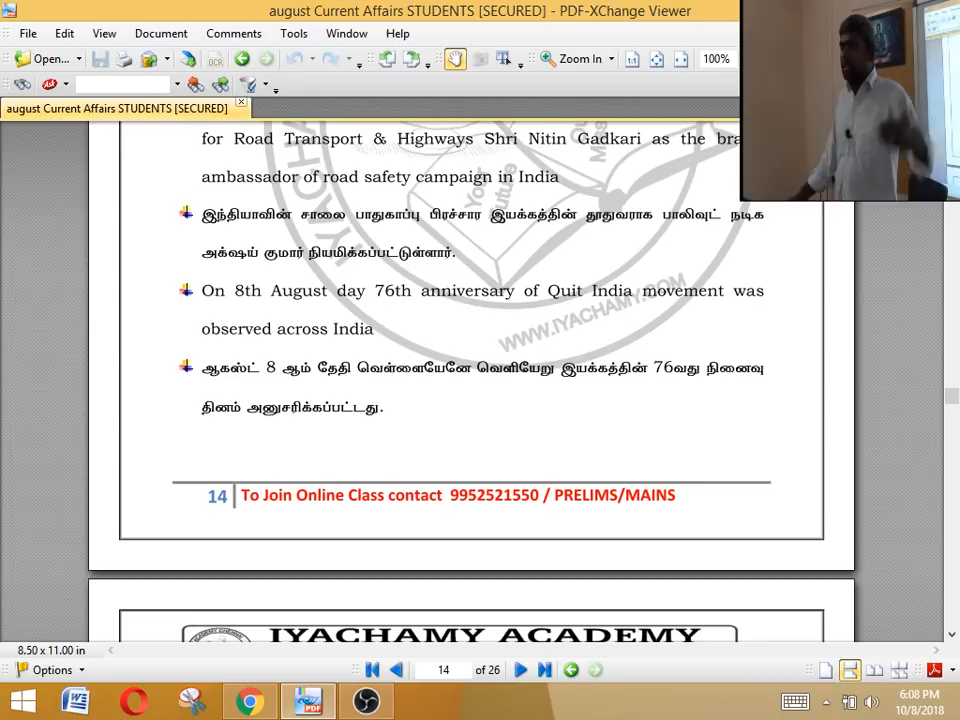 august Current Affairs STUDENTS [SECURED] - PDF-XChange Viewer
File Edit View Document Comments Tools Window Help
Open... OCR Zoom In 100%
august Current Affairs STUDENTS [SECURED]
for Road Transport & Highways Shri Nitin Gadkari as the
ambassador of road safety campaign in India
இந்தியாவின் சாலை பாதுகாப்பு பிரச்சார இயக்கத்தின் தூதுவராக பாலிவுட் நடிக
அக்ஷய் குமார் நியமிக்கப்பட்டுள்ளார்.
On 8th August day 76th anniversary of Quit India movement was
observed across India
ஆகஸ்ட் 8 ஆம் தேதி வெள்ளையேனே வெளியேறு இயக்கத்தின் 76வது நினைவு
தினம் அனுசரிக்கப்பட்டது.
Your Future
WWW.IYACHAMY.COM
14 To Join Online Class contact 9952521550 / PRELIMS/MAINS
IYACHAMY ACADEMY
8.50 x 11.00 in
Options 14 of 26
6:08 PM
10/8/2018